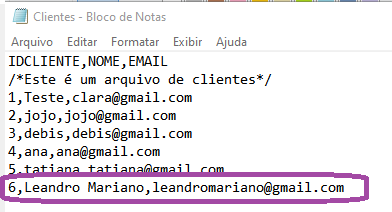 Clientes - Bloco de Notas
Arquivo Editar Formatar Exibir Ajuda
IDCLIENTE,NOME,EMAIL
/*Este é um arquivo de clientes*/
1,Teste,clara@gmail.com
2,jojo,jojo@gmail.com
3,debis,debis@gmail.com
4,ana,ana@gmail.com
5,tatiana,tatiana@gmail.com
6,Leandro Mariano,leandromariano@gmail.com